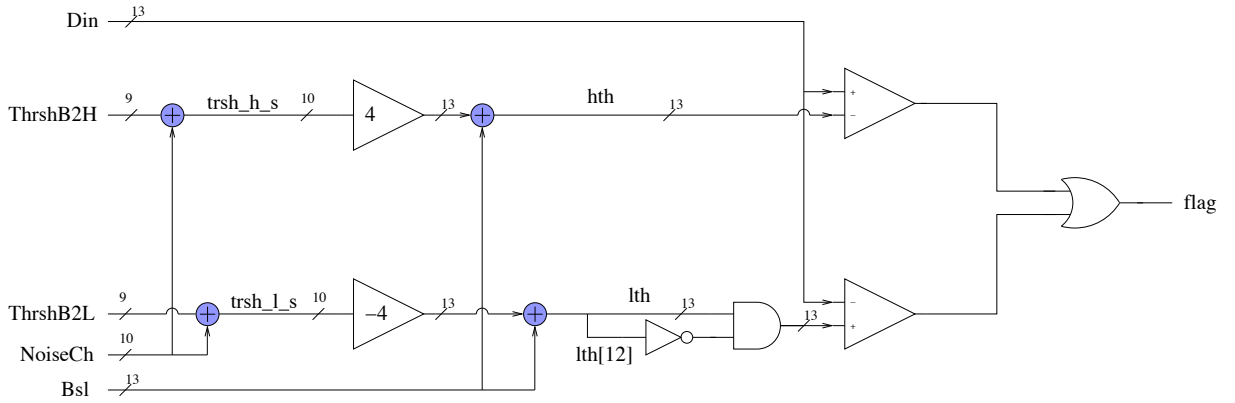 Din 13
ThrshB2H 9 + trsh_h_s 10 4 13 + hth 13
+
−
+
−
flag
ThrshB2L 9 + trsh_l_s 10 −4 13 + lth 13
lth[12]
13
−
+
NoiseCh 10
Bsl 13